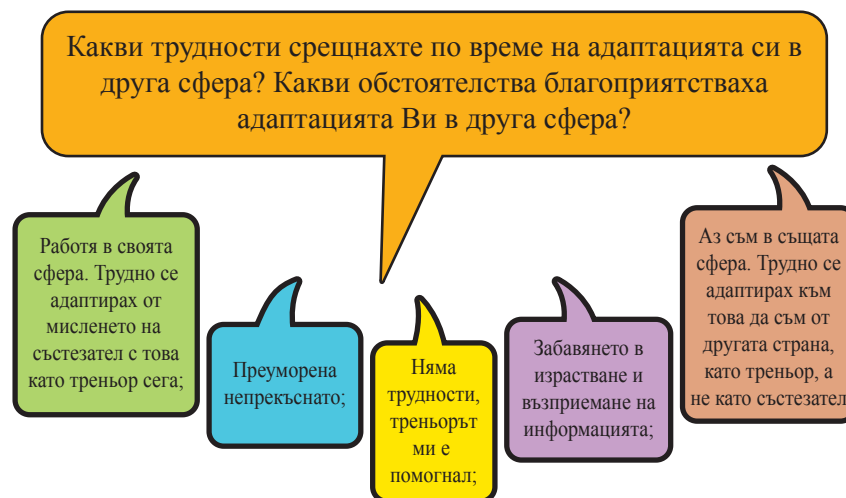 Какви трудности срещнахте по време на адаптацията си в
друга сфера? Какви обстоятелства благоприятстваха
адаптацията Ви в друга сфера?
Работя в своята
сфера. Трудно се
адаптирах от
мисленето на
състезател с това
като треньор сега;
Преуморена
непрекъснато;
Няма
трудности,
треньорът
ми е
помогнал;
Забавянето в
израстване и
възприемане на
информацията;
Аз съм в същата
сфера. Трудно се
адаптирах към
това да съм от
другата страна,
като треньор, а
не като състезател